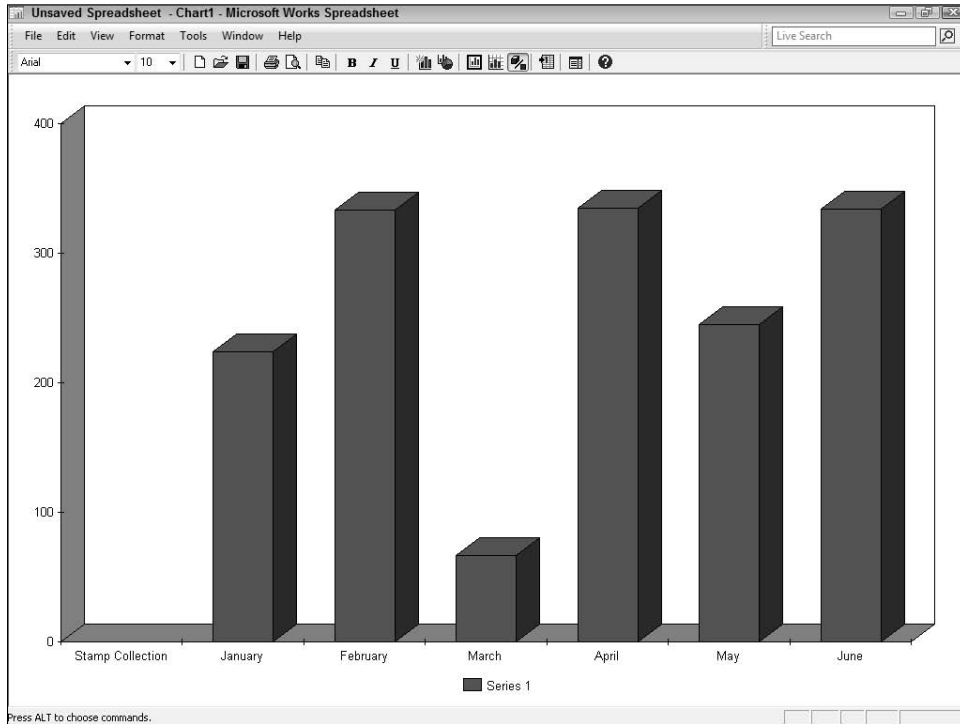 Unsaved Spreadsheet - Chart1 - Microsoft Works Spreadsheet
File Edit View Format Tools Window Help
Live Search
Arial 10 B I U
400
300
200
100
0
Stamp Collection January February March April May June
Series 1
Press ALT to choose commands.